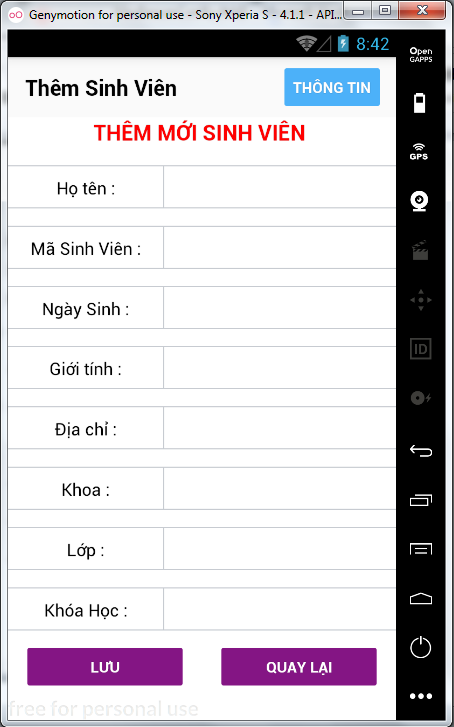 Genymotion for personal use - Sony Xperia S - 4.1.1 - API...
Open
GAPPS
8:42
Thêm Sinh Viên
THÔNG TIN
THÊM MỚI SINH VIÊN
GPS
Họ tên :
Mã Sinh Viên :
Ngày Sinh :
Giới tính :
ID
Địa chỉ :
Khoa :
Lớp :
Khóa Học :
LƯU
QUAY LẠI
free for personal use